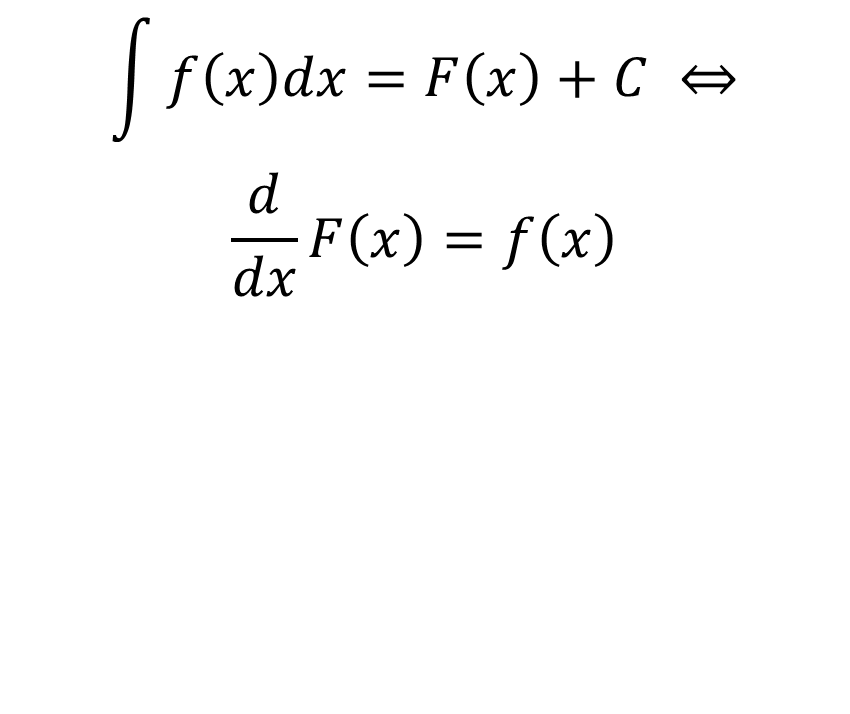 ∫ f(x)dx = F(x) + C ⇔
d/dx F(x) = f(x)